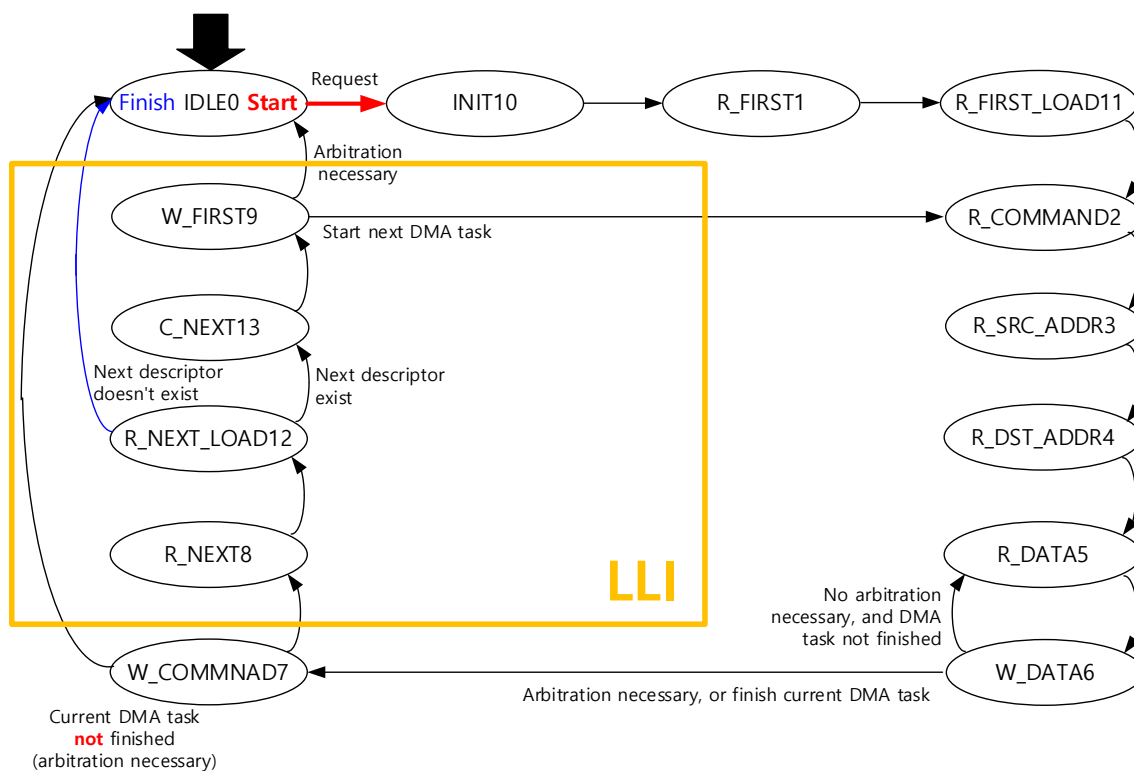 Request
Finish IDLE0 Start
INIT10
R_FIRST1
R_FIRST_LOAD11
Arbitration
necessary
W_FIRST9
Start next DMA task
R_COMMAND2
C_NEXT13
R_SRC_ADDR3
Next descriptor
doesn't exist
Next descriptor
exist
R_NEXT_LOAD12
R_DST_ADDR4
R_NEXT8
LLI
R_DATA5
No arbitration
necessary, and DMA
task not finished
W_COMMNAD7
W_DATA6
Arbitration necessary, or finish current DMA task
Current DMA task
not finished
(arbitration necessary)